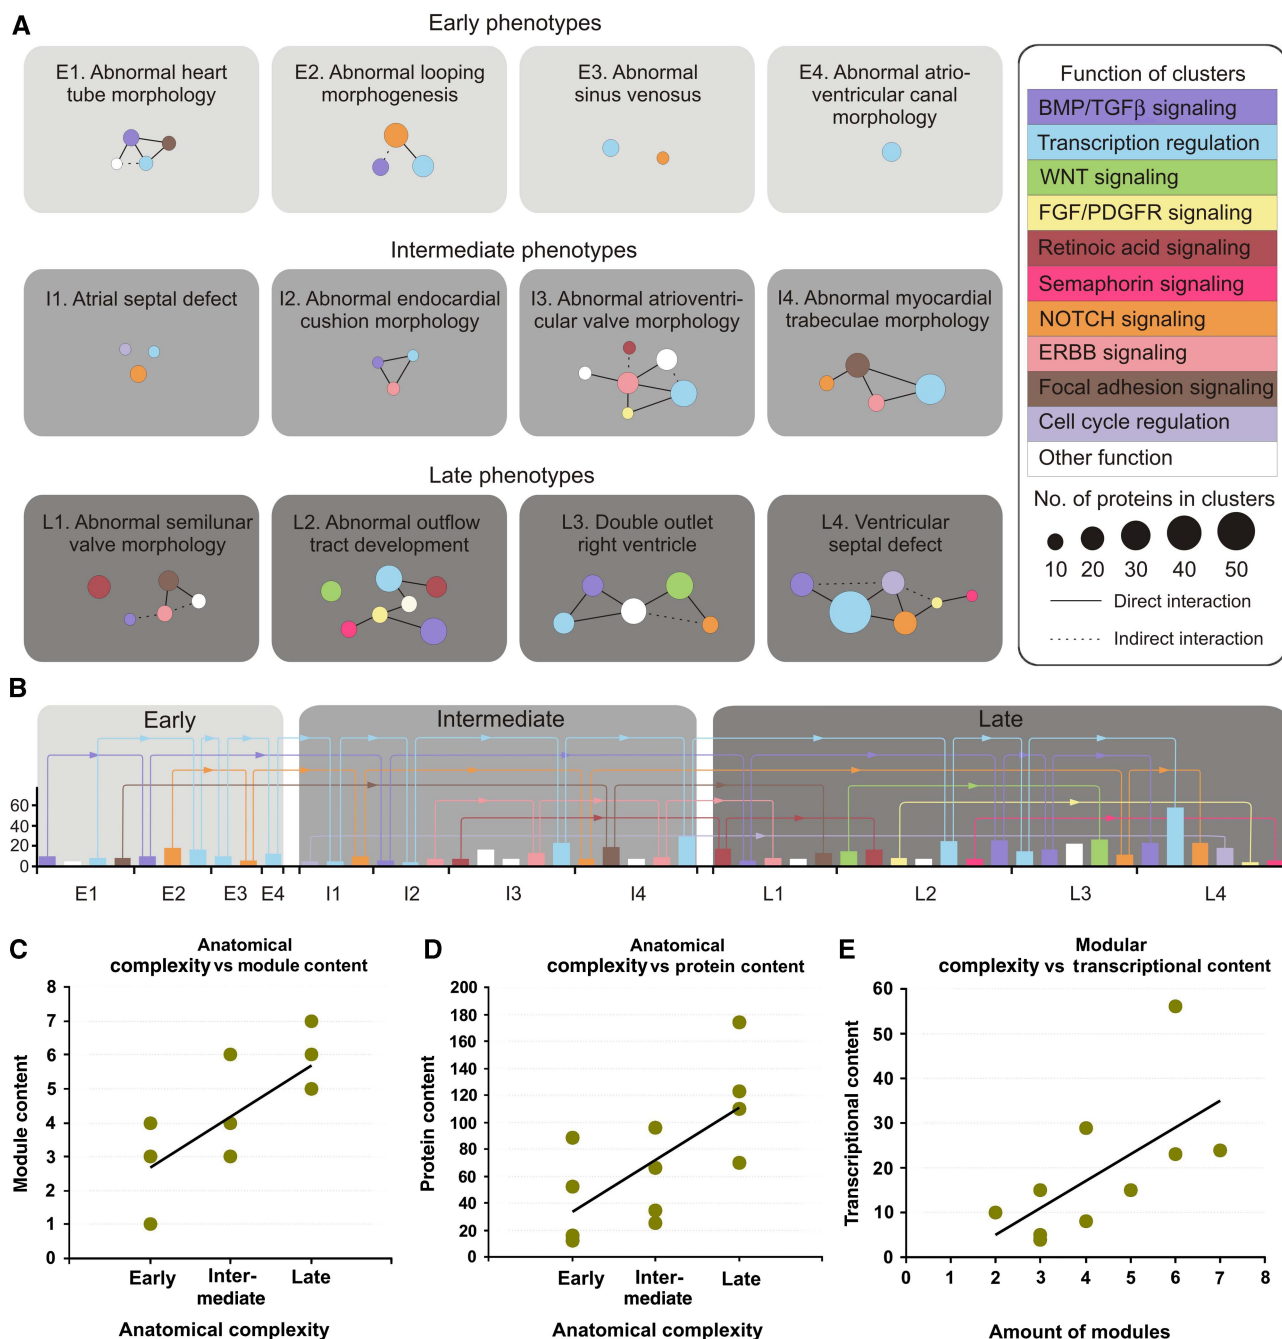 A
Early phenotypes
E1. Abnormal heart
tube morphology
E2. Abnormal looping
morphogenesis
E3. Abnormal
sinus venosus
E4. Abnormal atrio-
ventricular canal
morphology
Intermediate phenotypes
I1. Atrial septal defect
I2. Abnormal endocardial
cushion morphology
I3. Abnormal atrioventri-
cular valve morphology
I4. Abnormal myocardial
trabeculae morphology
Late phenotypes
L1. Abnormal semilunar
valve morphology
L2. Abnormal outflow
tract development
L3. Double outlet
right ventricle
L4. Ventricular
septal defect
Function of clusters
BMP/TGFβ signaling
Transcription regulation
WNT signaling
FGF/PDGFR signaling
Retinoic acid signaling
Semaphorin signaling
NOTCH signaling
ERBB signaling
Focal adhesion signaling
Cell cycle regulation
Other function
No. of proteins in clusters
10 20 30 40 50
Direct interaction
Indirect interaction
B
Early
Intermediate
Late
60
40
20
0
E1 E2 E3 E4 I1 I2 I3 I4 L1 L2 L3 L4
C
Anatomical
complexity vs module content
Module content
8
7
6
5
4
3
2
1
0
Early Inter- Late
mediate
Anatomical complexity
D
Anatomical
complexity vs protein content
Protein content
200
180
160
140
120
100
80
60
40
20
0
Early Inter- Late
mediate
Anatomical complexity
E
Modular
complexity vs transcriptional content
Transcriptional content
60
50
40
30
20
10
0
0 1 2 3 4 5 6 7 8
Amount of modules